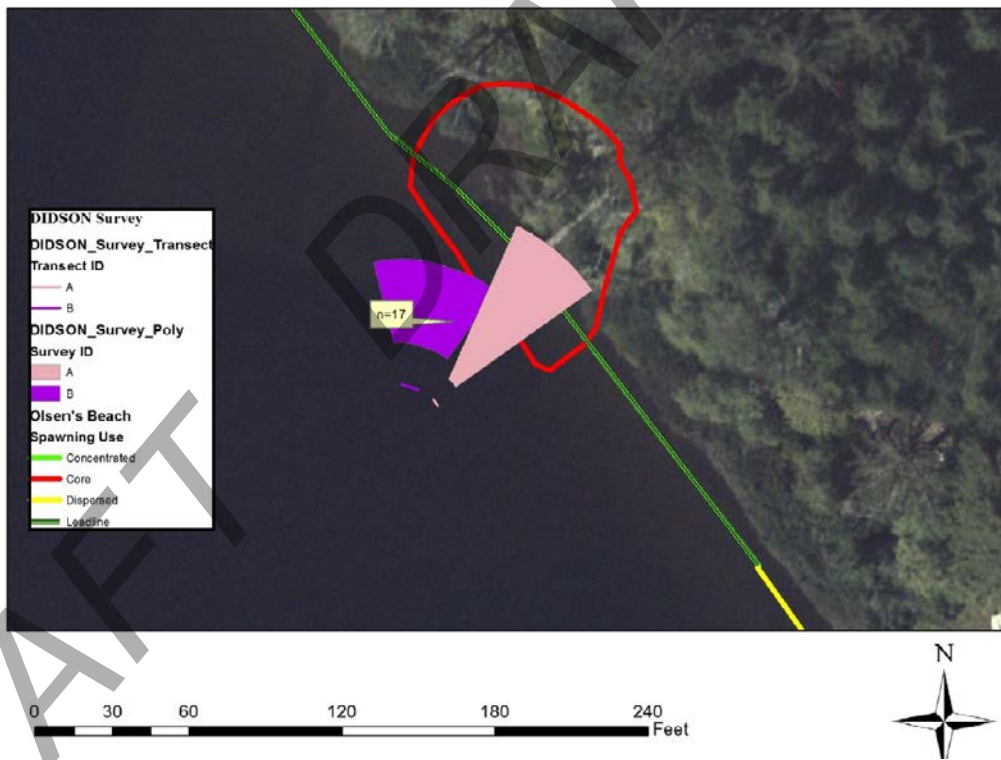 DRAFT
AFT
DIDSON Survey
DIDSON_Survey_Transect
Transect ID
A
B
DIDSON_Survey_Poly
Survey ID
A
B
Olsen's Beach
Spawning Use
Concentrated
Core
Dispersed
Leadline
n=17
N
0 30 60 120 180 240
Feet